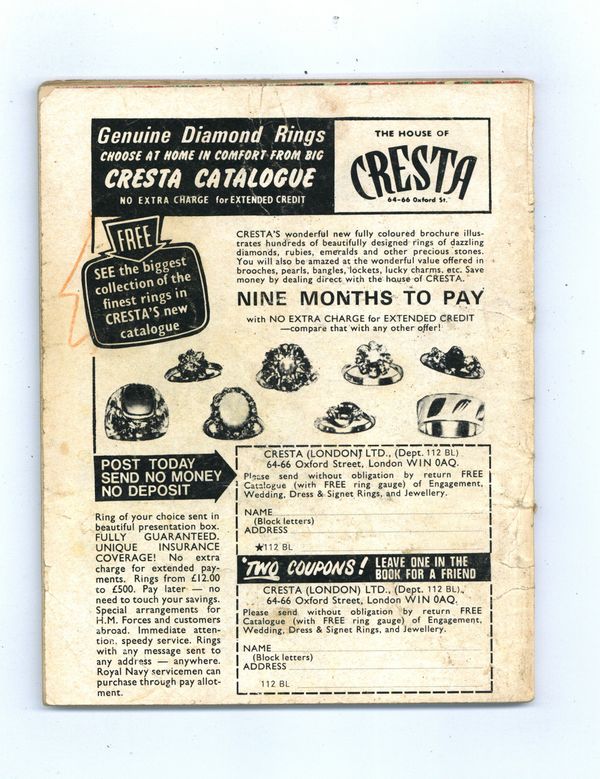 Genuine Diamond Rings
CHOOSE AT HOME IN COMFORT FROM BIG
CRESTA CATALOGUE
NO EXTRA CHARGE for EXTENDED CREDIT
THE HOUSE OF
CRESTA
64-66 Oxford St.
FREE
SEE the biggest
collection of the
finest rings in
CRESTA'S new
catalogue
CRESTA'S wonderful new fully coloured brochure illus-
trates hundreds of beautifully designed rings of dazzling
diamonds, rubies, emeralds and other precious stones.
You will also be amazed at the wonderful value offered in
brooches, pearls, bangles, lockets, lucky charms, etc. Save
money by dealing direct with the house of CRESTA.
NINE MONTHS TO PAY
with NO EXTRA CHARGE for EXTENDED CREDIT
—compare that with any other offer!
POST TODAY
SEND NO MONEY
NO DEPOSIT
Ring of your choice sent in
beautiful presentation box.
FULLY GUARANTEED.
UNIQUE INSURANCE
COVERAGE! No extra
charge for extended pay-
ments. Rings from £12.00
to £500. Pay later — no
need to touch your savings.
Special arrangements for
H.M. Forces and customers
abroad. Immediate atten-
tion, speedy service. Rings
with any message sent to
any address — anywhere.
Royal Navy servicemen can
purchase through pay allot-
ment.
CRESTA (LONDON) LTD., (Dept. 112 BL)
64-66 Oxford Street, London W1N 0AQ.
Please send without obligation by return FREE
Catalogue (with FREE ring gauge) of Engagement,
Wedding, Dress & Signet Rings, and Jewellery.
NAME
(Block letters)
ADDRESS
★112 BL
TWO COUPONS! LEAVE ONE IN THE
BOOK FOR A FRIEND
CRESTA (LONDON) LTD., (Dept. 112 BL).,
64-66 Oxford Street, London W1N 0AQ.
Please send without obligation by return FREE
Catalogue (with FREE ring gauge) of Engagement,
Wedding, Dress & Signet Rings, and Jewellery.
NAME
(Block letters)
ADDRESS
112 BL